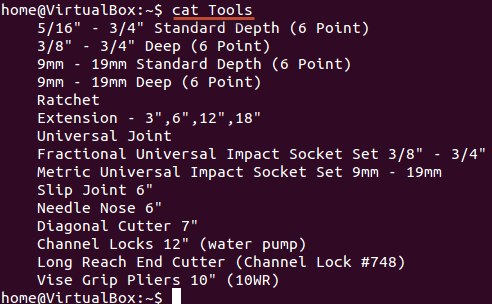 home@VirtualBox:~$ cat Tools
5/16" - 3/4" Standard Depth (6 Point)
3/8" - 3/4" Deep (6 Point)
9mm - 19mm Standard Depth (6 Point)
9mm - 19mm Deep (6 Point)
Ratchet
Extension - 3",6",12",18"
Universal Joint
Fractional Universal Impact Socket Set 3/8" - 3/4"
Metric Universal Impact Socket Set 9mm - 19mm
Slip Joint 6"
Needle Nose 6"
Diagonal Cutter 7"
Channel Locks 12" (water pump)
Long Reach End Cutter (Channel Lock #748)
Vise Grip Pliers 10" (10WR)
home@VirtualBox:~$